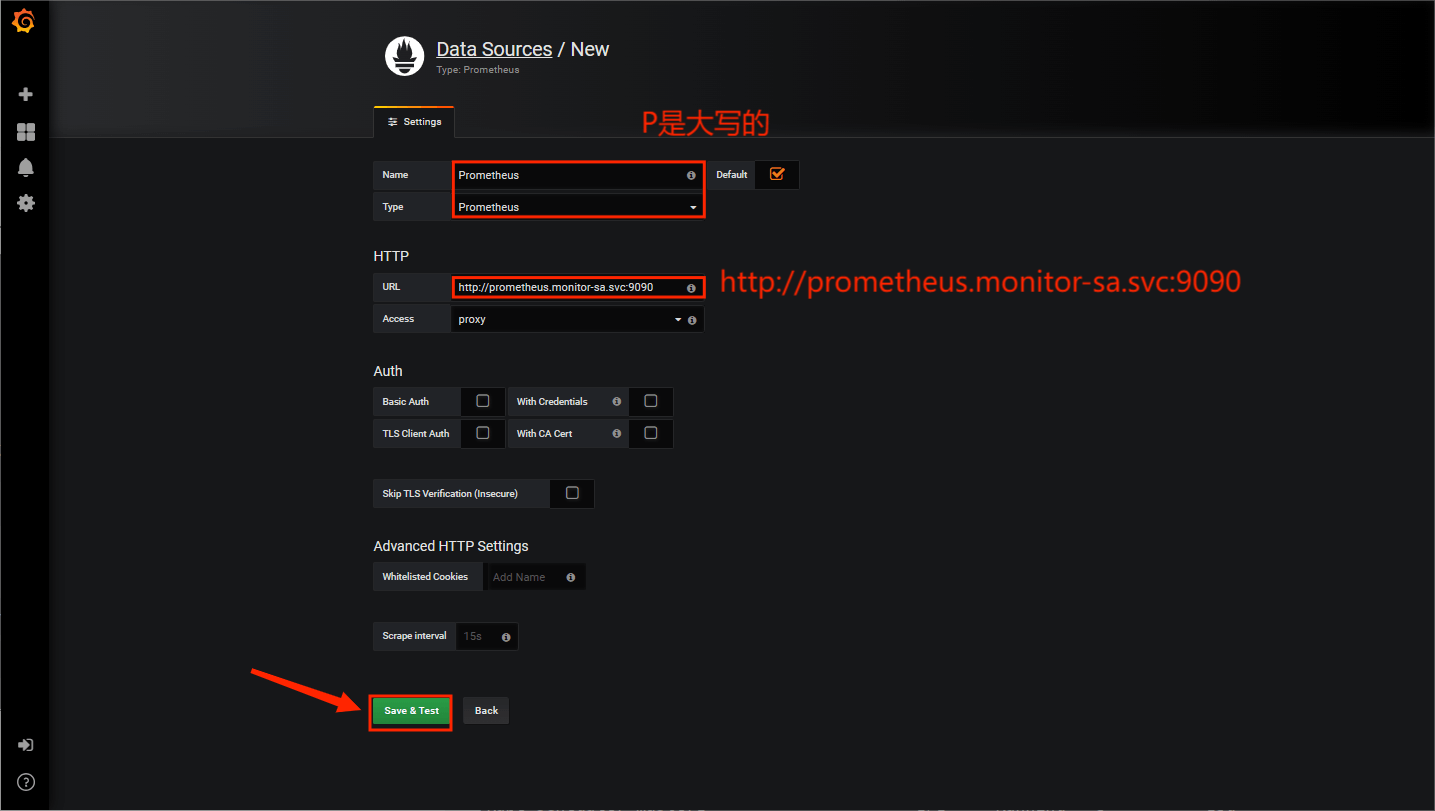 Data Sources / New
Type: Prometheus
Settings
P是大写的
Name Prometheus Default
Type Prometheus
HTTP
URL http://prometheus.monitor-sa.svc:9090 http://prometheus.monitor-sa.svc:9090
Access proxy
Auth
Basic Auth With Credentials
TLS Client Auth With CA Cert
Skip TLS Verification (Insecure)
Advanced HTTP Settings
Whitelisted Cookies Add Name
Scrape interval 15s
Save & Test Back